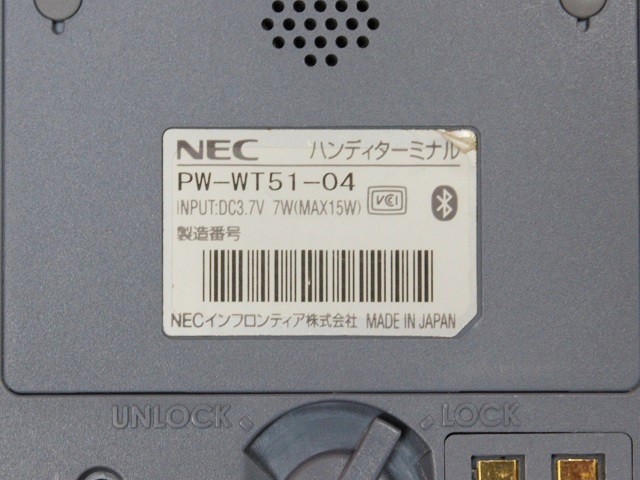 NEC ハンディターミナル
PW-WT51-04
INPUT:DC3.7V 7W(MAX15W) VCI
製造番号
NECインフロンティア株式会社 MADE IN JAPAN
UNLOCK LOCK